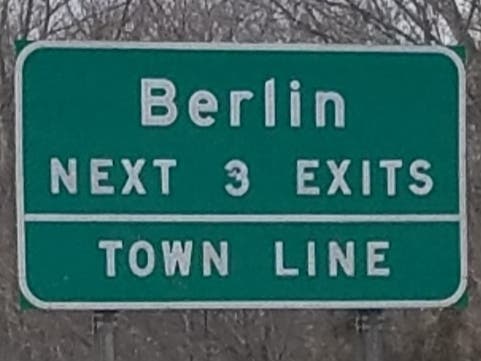 Berlin
NEXT 3 EXITS
TOWN LINE